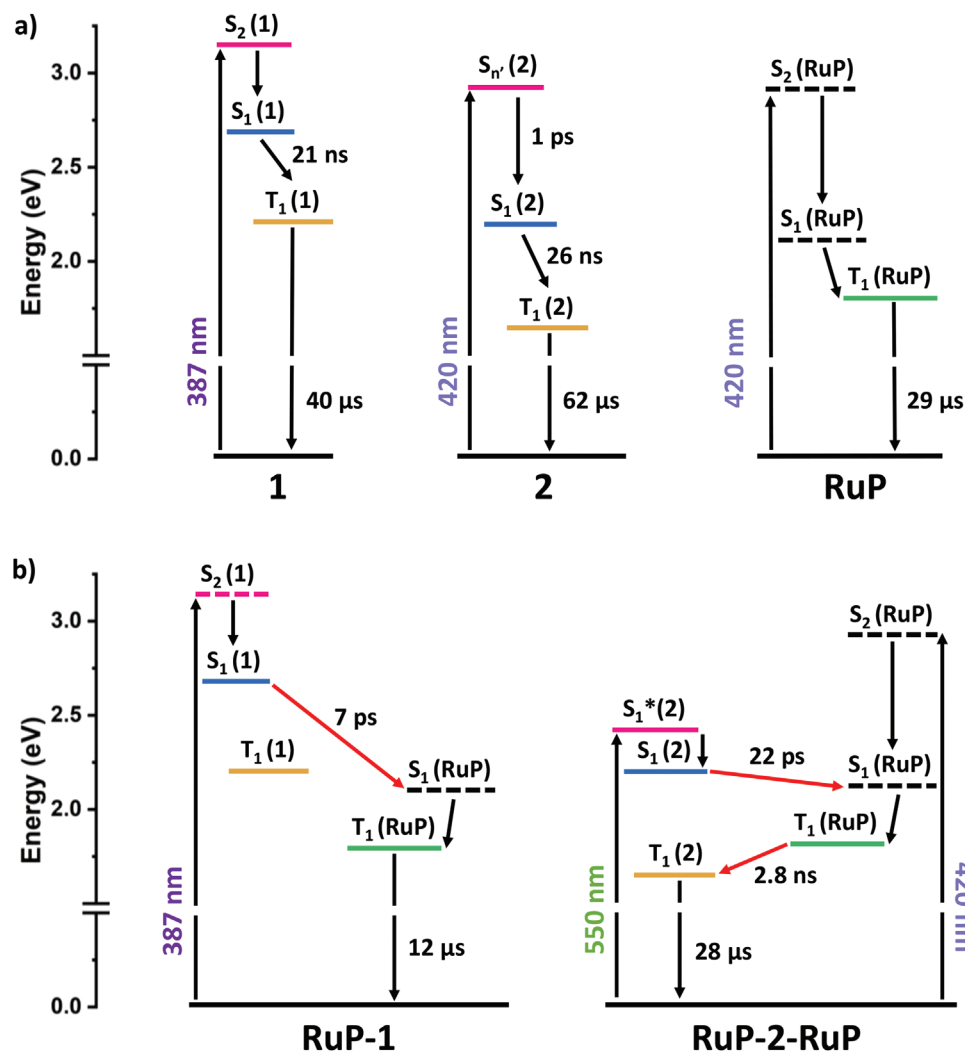 a)
Energy (eV)
3.0
2.5
2.0
0.0
S2 (1)
S1 (1)
21 ns
T1 (1)
387 nm
40 μs
1
Sn' (2)
1 ps
S1 (2)
26 ns
T1 (2)
420 nm
62 μs
2
S2 (RuP)
S1 (RuP)
T1 (RuP)
420 nm
29 μs
RuP
b)
Energy (eV)
3.0
2.5
2.0
0.0
S2 (1)
S1 (1)
7 ps
T1 (1)
S1 (RuP)
T1 (RuP)
387 nm
12 μs
RuP-1
S2 (RuP)
S1* (2)
S1 (2)
22 ps
S1 (RuP)
T1 (RuP)
T1 (2)
2.8 ns
550 nm
420 nm
28 μs
RuP-2-RuP